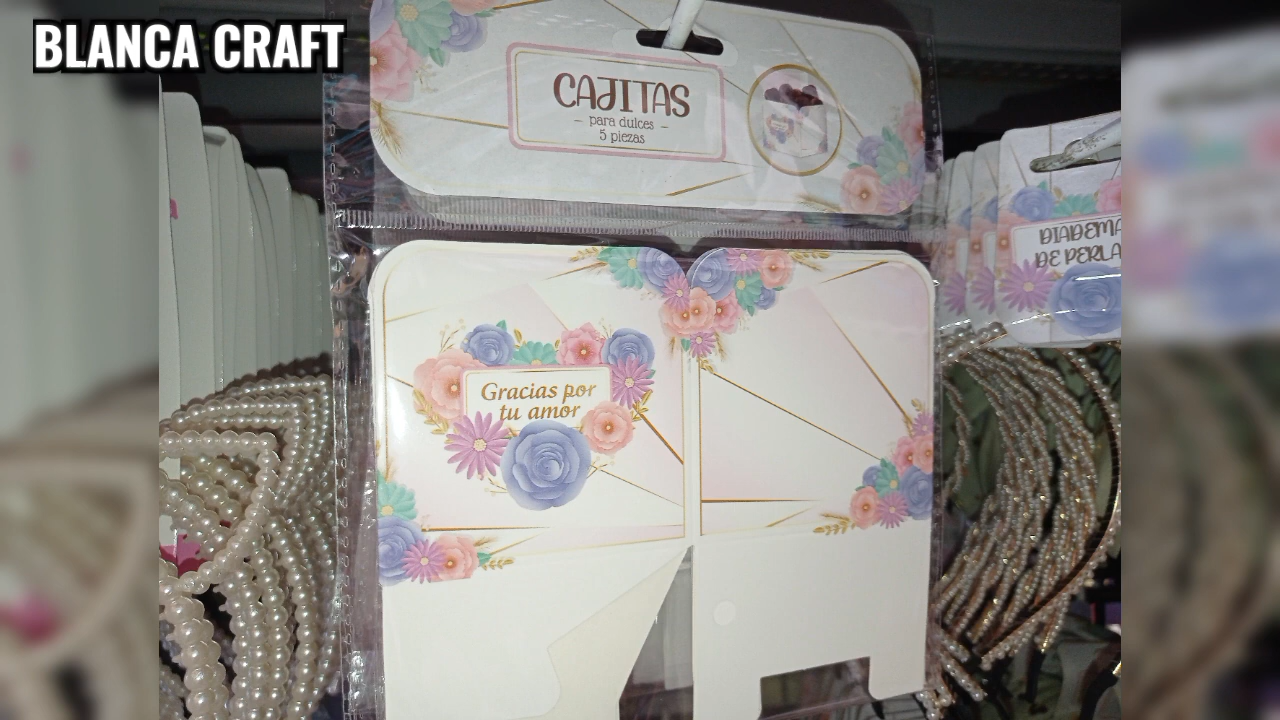 BLANCA CRAFT
CAJITAS
- para dulces -
5 piezas
Gracias por
tu amor
DIADEMA
DE PERLA